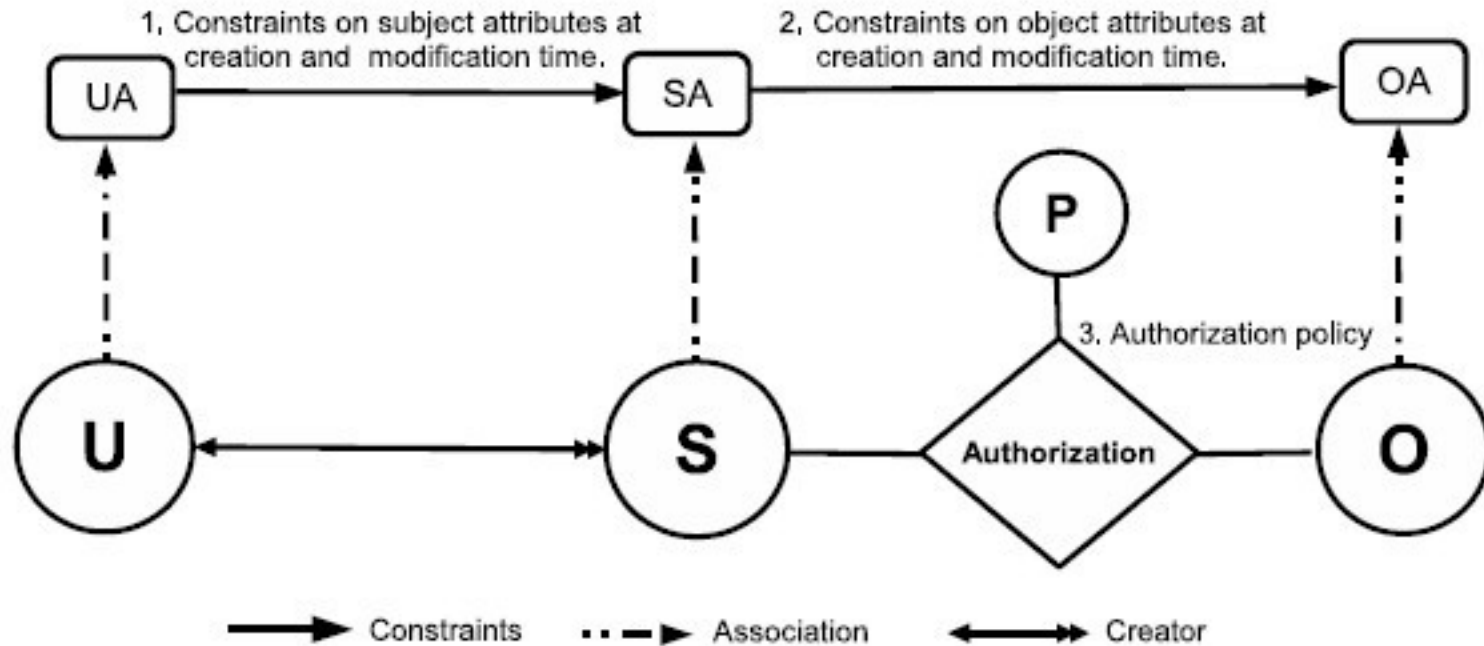 1. Constraints on subject attributes at
creation and modification time.
2. Constraints on object attributes at
creation and modification time.
UA
SA
OA
P
3. Authorization policy
U
S
Authorization
O
Constraints
Association
Creator